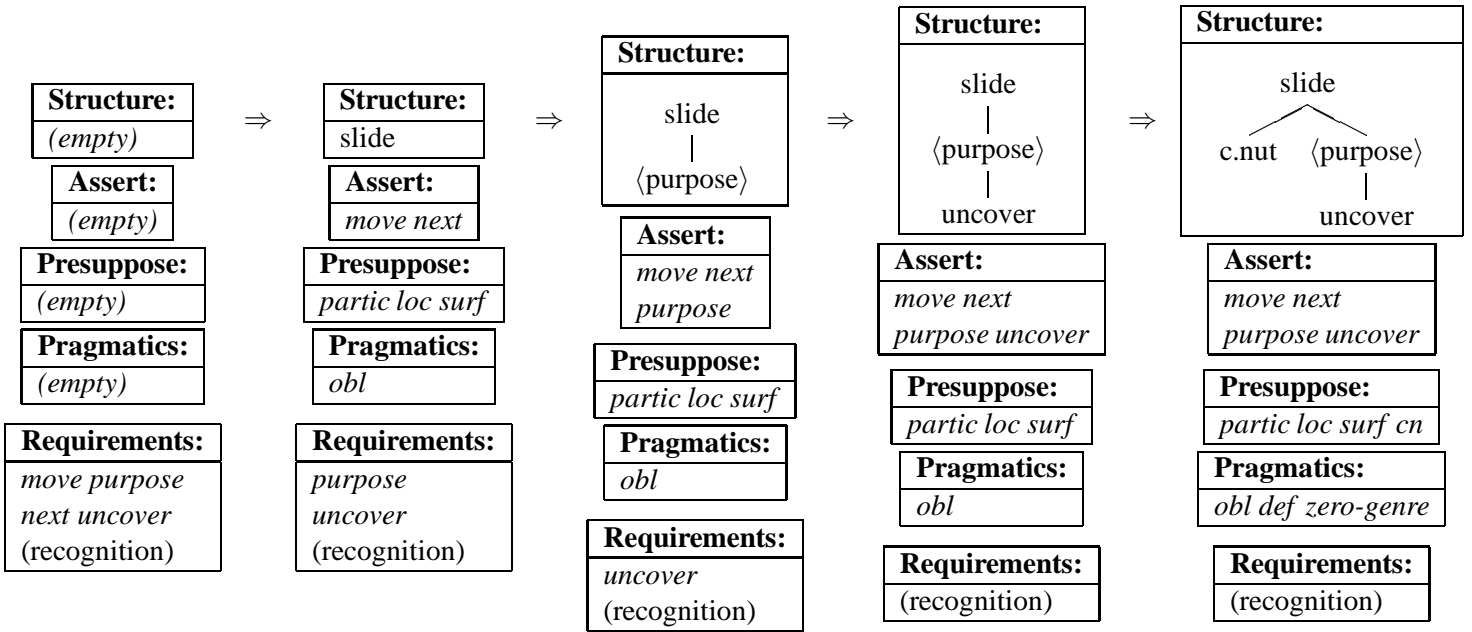 Structure:
(empty)
Assert:
(empty)
Presuppose:
(empty)
Pragmatics:
(empty)
Requirements:
move purpose
next uncover
(recognition)
⇒
Structure:
slide
Assert:
move next
Presuppose:
partic loc surf
Pragmatics:
obl
Requirements:
purpose
uncover
(recognition)
⇒
Structure:
slide
⟨purpose⟩
Assert:
move next
purpose
Presuppose:
partic loc surf
Pragmatics:
obl
Requirements:
uncover
(recognition)
⇒
Structure:
slide
⟨purpose⟩
uncover
Assert:
move next
purpose uncover
Presuppose:
partic loc surf
Pragmatics:
obl
Requirements:
(recognition)
⇒
Structure:
slide
c.nut ⟨purpose⟩
uncover
Assert:
move next
purpose uncover
Presuppose:
partic loc surf cn
Pragmatics:
obl def zero-genre
Requirements:
(recognition)